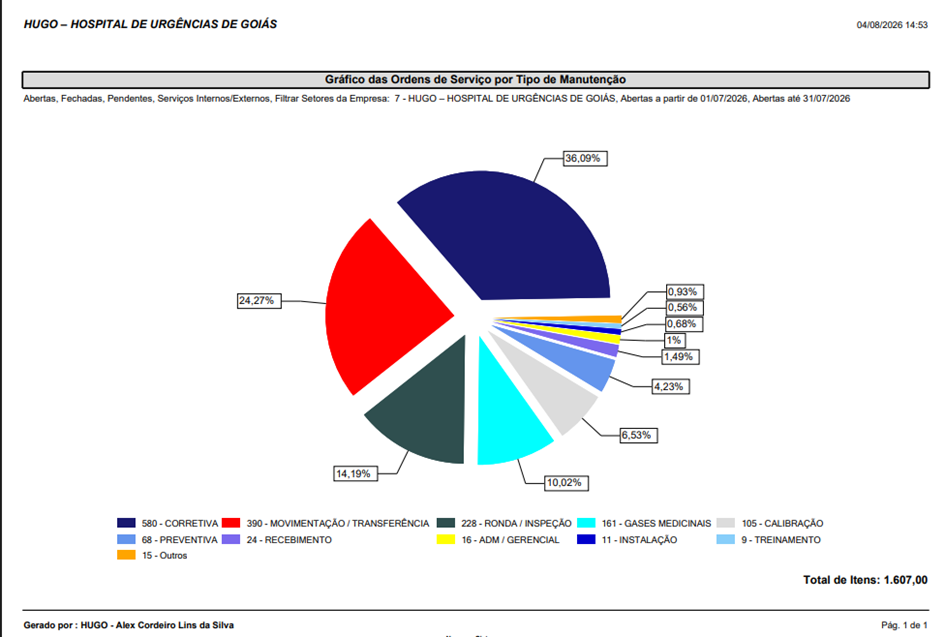 HUGO – HOSPITAL DE URGÊNCIAS DE GOIÁS
04/08/2026 14:53
Gráfico das Ordens de Serviço por Tipo de Manutenção
Abertas, Fechadas, Pendentes, Serviços Internos/Externos, Filtrar Setores da Empresa: 7 - HUGO – HOSPITAL DE URGÊNCIAS DE GOIÁS, Abertas a partir de 01/07/2026, Abertas até 31/07/2026
36,09%
24,27%
0,93%
0,56%
0,68%
1%
1,49%
4,23%
6,53%
14,19%
10,02%
580 - CORRETIVA 390 - MOVIMENTAÇÃO / TRANSFERÊNCIA 228 - RONDA / INSPEÇÃO 161 - GASES MEDICINAIS 105 - CALIBRAÇÃO
68 - PREVENTIVA 24 - RECEBIMENTO 16 - ADM / GERENCIAL 11 - INSTALAÇÃO 9 - TREINAMENTO
15 - Outros
Total de Itens: 1.607,00
Gerado por : HUGO - Alex Cordeiro Lins da Silva
Pág. 1 de 1